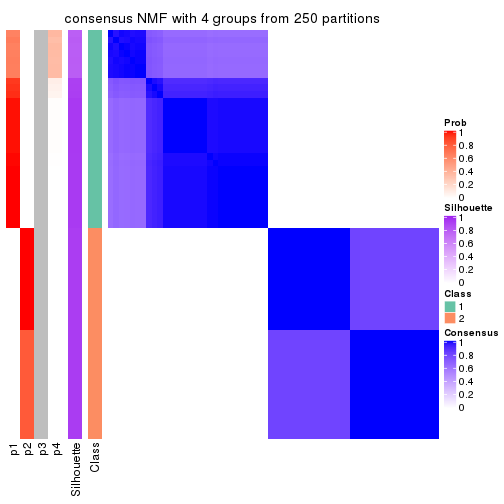 consensus NMF with 4 groups from 250 partitions
Prob
1
0.8
0.6
0.4
0.2
0
Silhouette
1
0.8
0.6
0.4
0.2
0
Class
1
2
Consensus
1
0.8
0.6
0.4
0.2
0
p1
p2
p3
p4
Silhouette
Class